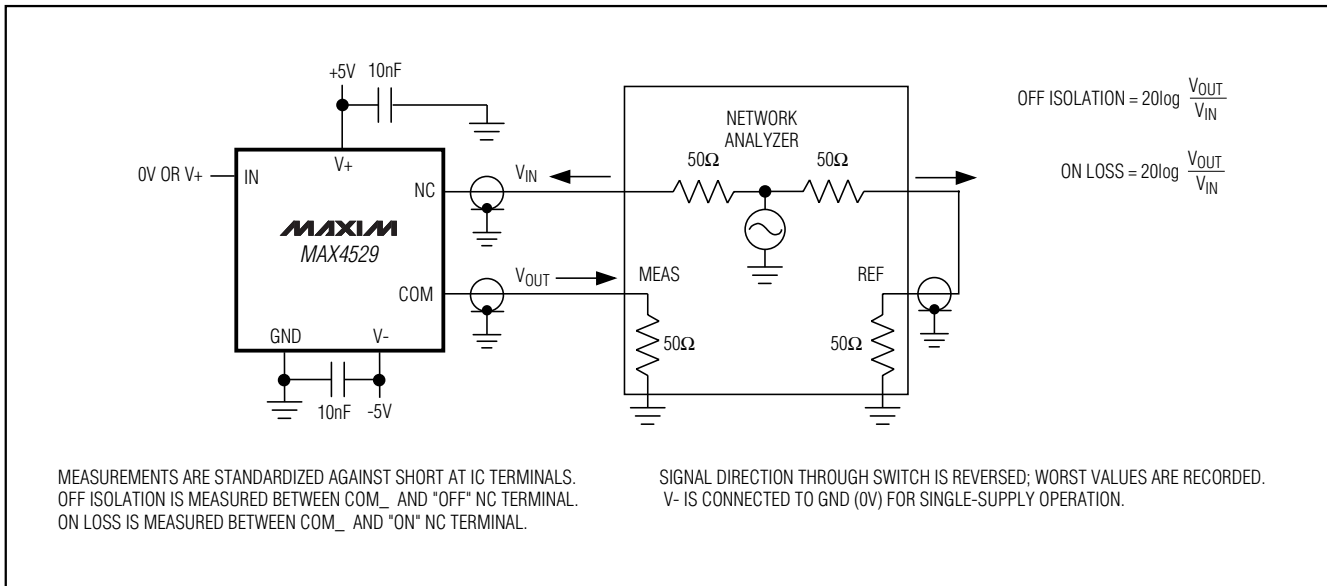 +5V 10nF
V+
0V OR V+ IN
NC
MAXIM
MAX4529
COM
GND V-
10nF -5V
VIN
VOUT
NETWORK
ANALYZER
50Ω 50Ω
MEAS REF
50Ω 50Ω
OFF ISOLATION = 20log VOUT
VIN
ON LOSS = 20log VOUT
VIN
MEASUREMENTS ARE STANDARDIZED AGAINST SHORT AT IC TERMINALS.
OFF ISOLATION IS MEASURED BETWEEN COM_ AND "OFF" NC TERMINAL.
ON LOSS IS MEASURED BETWEEN COM_ AND "ON" NC TERMINAL.
SIGNAL DIRECTION THROUGH SWITCH IS REVERSED; WORST VALUES ARE RECORDED.
V- IS CONNECTED TO GND (0V) FOR SINGLE-SUPPLY OPERATION.